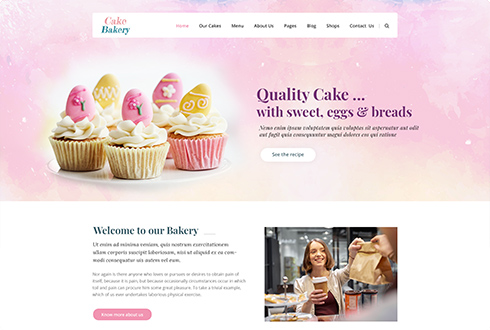 Cake
Bakery
Home Our Cakes Menu About Us Pages Blog Shops Contact Us
Quality Cake ...
with sweet, eggs & breads
Nemo enim ipsam voluptatem quia voluptas sit aspernatur aut odit
aut fugit quia consequuntur magni dolores eos qui ratione
See the recipe
Welcome to our Bakery
Ut enim ad minima veniam, quis nostrum exercitationem
ullam corporis suscipit laboriosam, nisi ut aliquid ex ea com-
modi consequatur uis autem vel eum.
Nor again is there anyone who loves or pursues or desires to obtain pain of
itself, because it is pain, but because occasionally circumstances occur in which
toil and pain can procure him some great pleasure. To take a trivial example,
which of us ever undertakes laborious physical exercise.
Know more about us